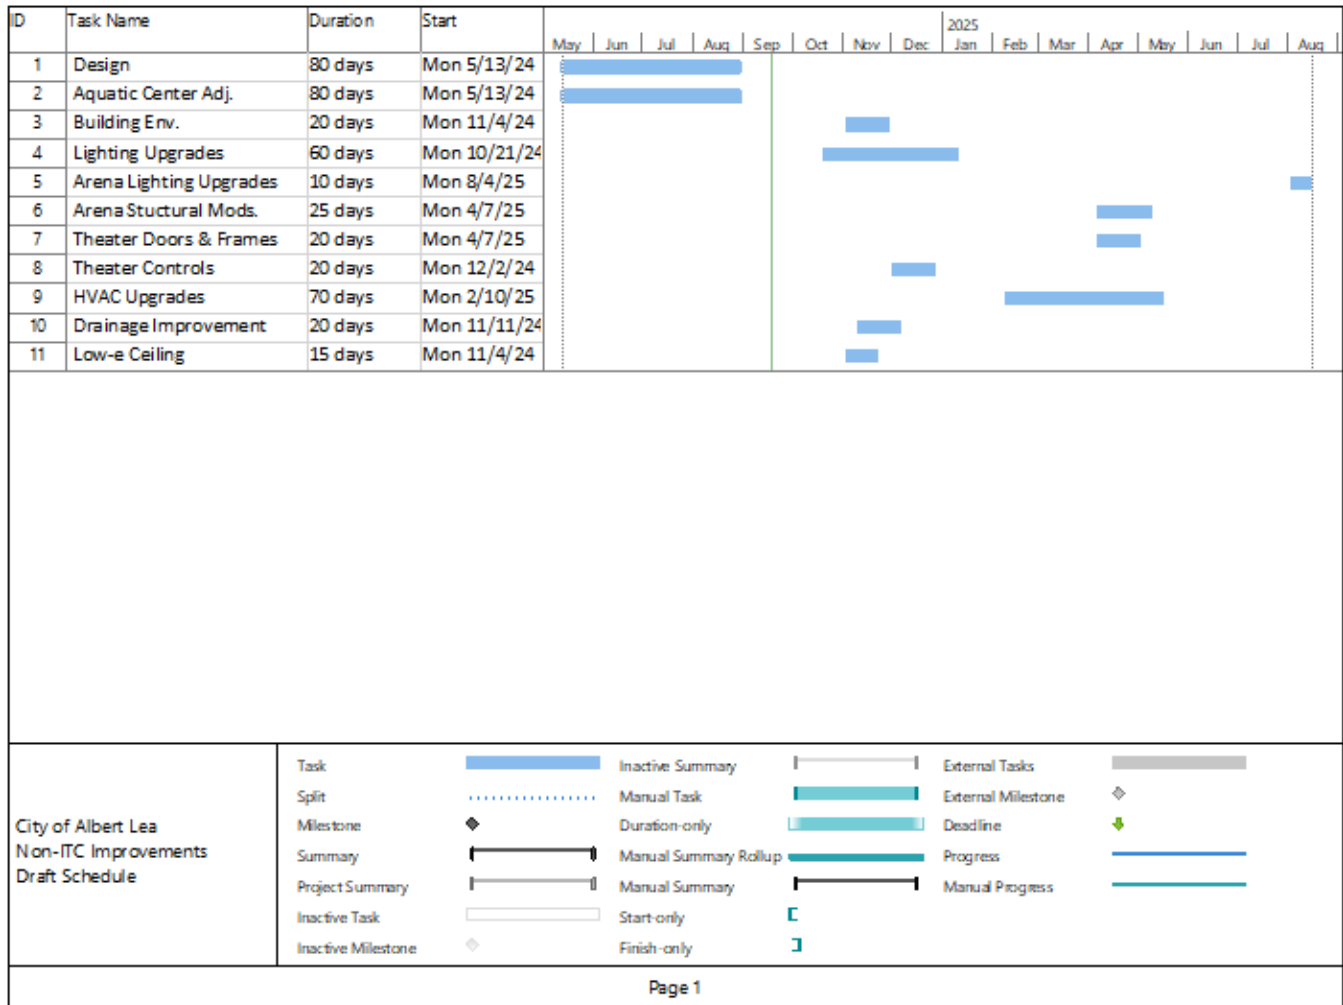 ID Task Name Duration Start 2025
May Jun Jul Aug Sep Oct Nov Dec Jan Feb Mar Apr May Jun Jul Aug
1 Design 80 days Mon 5/13/24
2 Aquatic Center Adj. 80 days Mon 5/13/24
3 Building Env. 20 days Mon 11/4/24
4 Lighting Upgrades 60 days Mon 10/21/24
5 Arena Lighting Upgrades 10 days Mon 8/4/25
6 Arena Stuctural Mods. 25 days Mon 4/7/25
7 Theater Doors & Frames 20 days Mon 4/7/25
8 Theater Controls 20 days Mon 12/2/24
9 HVAC Upgrades 70 days Mon 2/10/25
10 Drainage Improvement 20 days Mon 11/11/24
11 Low-e Ceiling 15 days Mon 11/4/24
City of Albert Lea
Non-ITC Improvements
Draft Schedule
Task Inactive Summary External Tasks
Split Manual Task External Milestone
Milestone Duration-only Deadline
Summary Manual Summary Rollup Progress
Project Summary Manual Summary Manual Progress
Inactive Task Start-only
Inactive Milestone Finish-only
Page 1